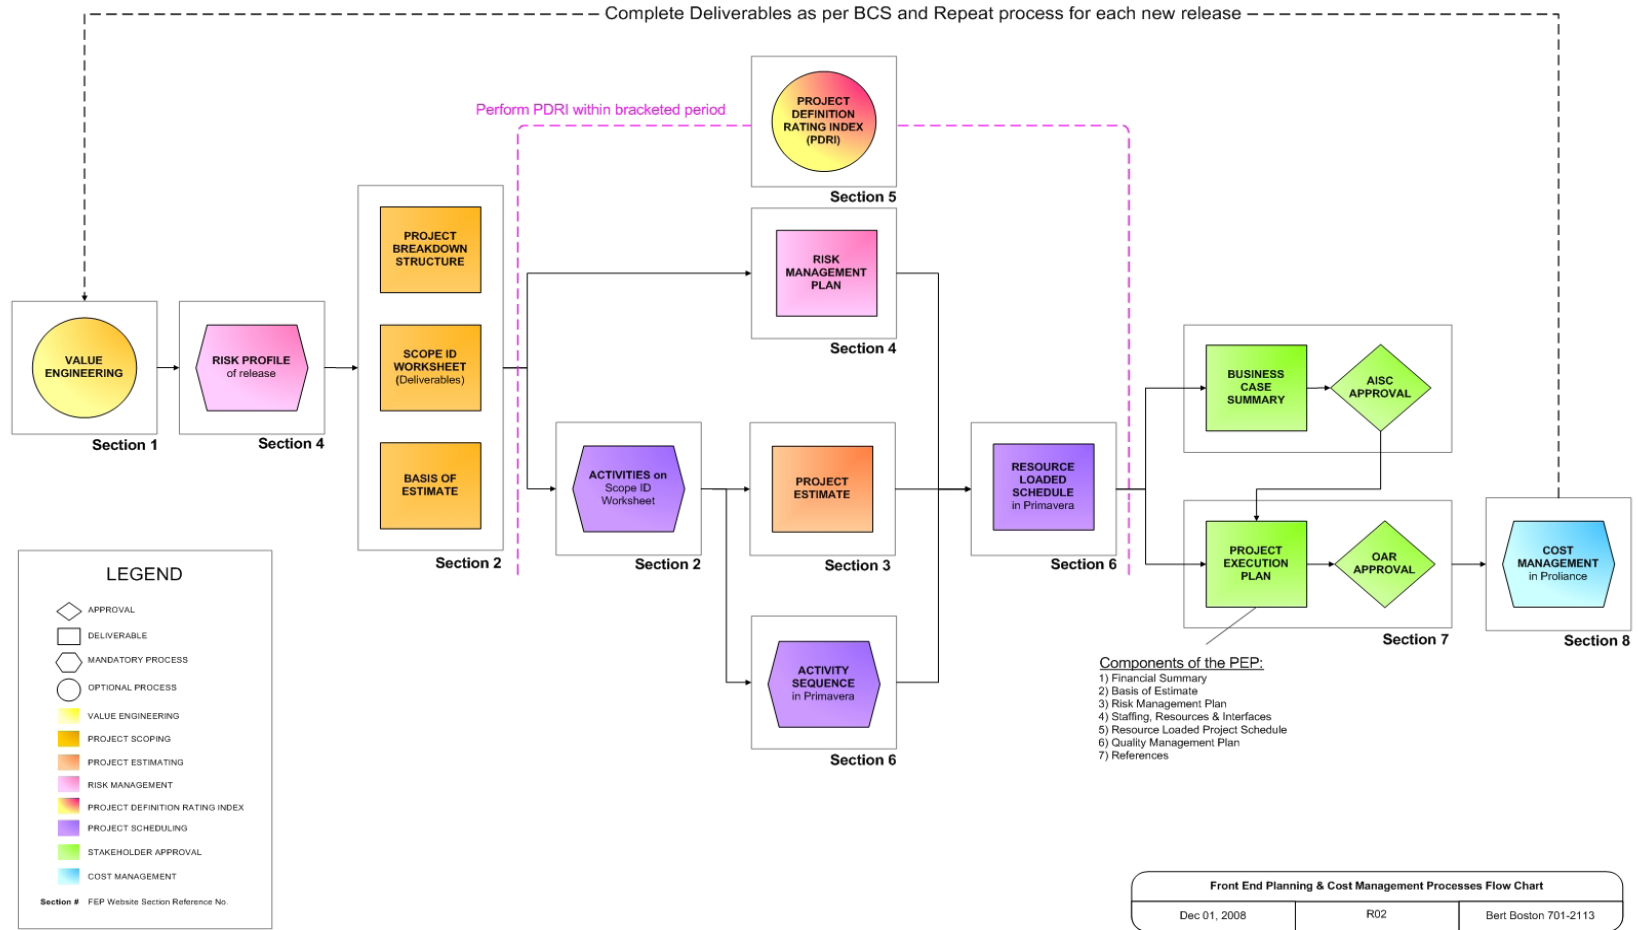 Complete Deliverables as per BCS and Repeat process for each new release
Perform PDRI within bracketed period
PROJECT
DEFINITION
RATING INDEX
(PDRI)
Section 5
VALUE
ENGINEERING
Section 1
RISK PROFILE
of release
Section 4
PROJECT
BREAKDOWN
STRUCTURE
SCOPE ID
WORKSHEET
(Deliverables)
BASIS OF
ESTIMATE
Section 2
RISK
MANAGEMENT
PLAN
Section 4
ACTIVITIES on
Scope ID
Worksheet
Section 2
PROJECT
ESTIMATE
Section 3
ACTIVITY
SEQUENCE
in Primavera
Section 6
RESOURCE
LOADED
SCHEDULE
in Primavera
Section 6
BUSINESS
CASE
SUMMARY
AISC
APPROVAL
PROJECT
EXECUTION
PLAN
OAR
APPROVAL
Section 7
COST
MANAGEMENT
in Proliance
Section 8
Components of the PEP:
1) Financial Summary
2) Basis of Estimate
3) Risk Management Plan
4) Staffing, Resources & Interfaces
5) Resource Loaded Project Schedule
6) Quality Management Plan
7) References
LEGEND
APPROVAL
DELIVERABLE
MANDATORY PROCESS
OPTIONAL PROCESS
VALUE ENGINEERING
PROJECT SCOPING
PROJECT ESTIMATING
RISK MANAGEMENT
PROJECT DEFINITION RATING INDEX
PROJECT SCHEDULING
STAKEHOLDER APPROVAL
COST MANAGEMENT
Section # FEP Website Section Reference No.
Front End Planning & Cost Management Processes Flow Chart
Dec 01, 2008 R02 Bert Boston 701-2113